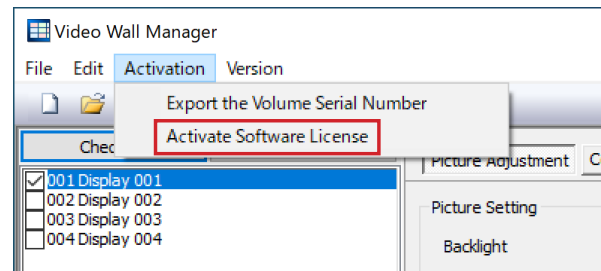 Video Wall Manager
File Edit Activation Version
Export the Volume Serial Number
Activate Software License
Picture Adjustment
001 Display 001
002 Display 002
003 Display 003
004 Display 004
Picture Setting
Backlight